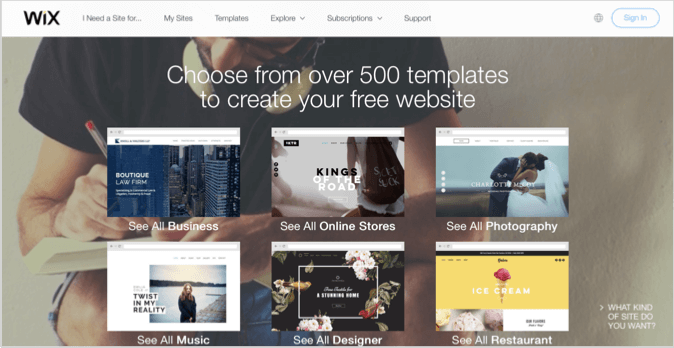 WiX
I Need a Site for...
My Sites
Templates
Explore
Subscriptions
Support
Sign In
Choose from over 500 templates
to create your free website
BOUTIQUE
LAW FIRM
See All Business
KINGS
OF THE
ROAD
See All Online Stores
See All Photography
TWIST
IN MY
REALITY
See All Music
A STUNNING HOME
See All Designer
ICE CREAM
See All Restaurant
WHAT KIND
OF SITE DO
YOU WANT?